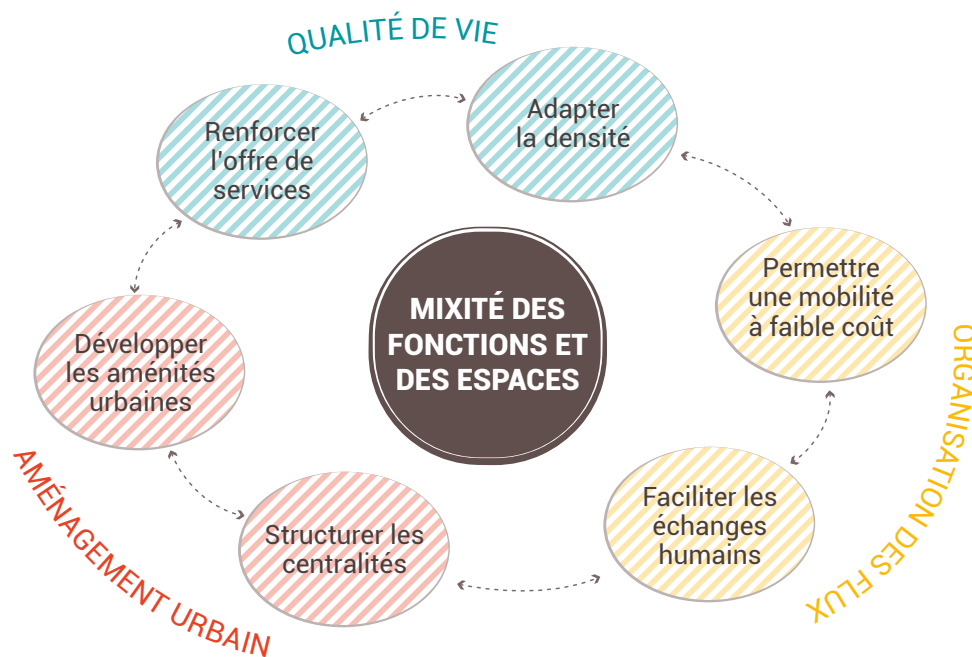 QUALITÉ DE VIE
Renforcer
l'offre de
services
Adapter
la densité
Permettre
une mobilité
à faible coût
ORGANISATION DES FLUX
Faciliter les
échanges
humains
Structurer les
centralités
AMÉNAGEMENT URBAIN
Développer
les aménités
urbaines
MIXITÉ DES
FONCTIONS ET
DES ESPACES